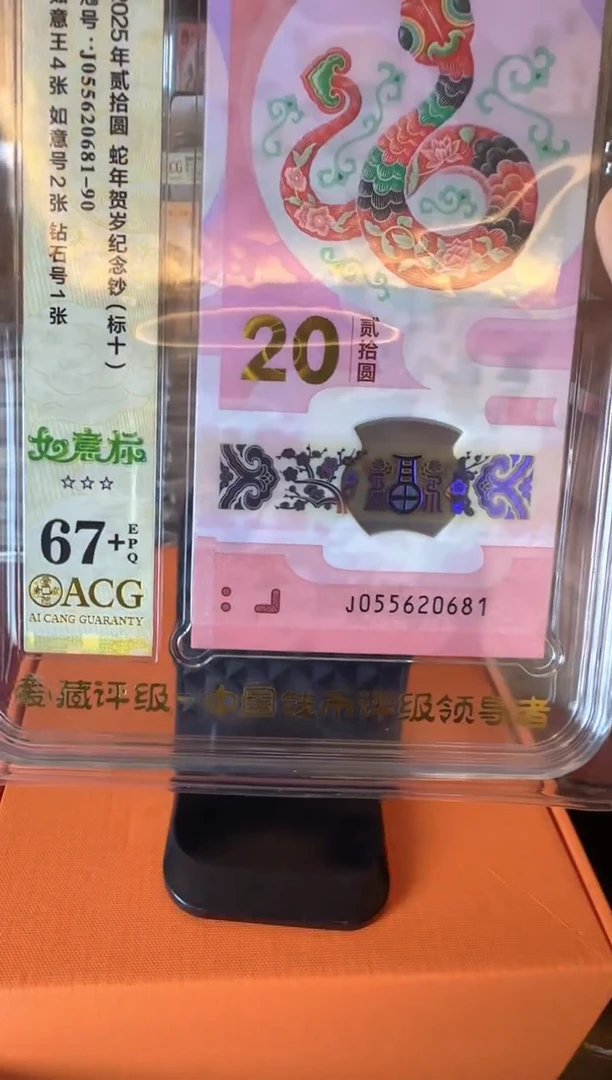 2025年贰拾圆 蛇年贺岁纪念钞(标十)
冠号:J055620681-90
如意王4张 如意号2张 钻石号1张
如意标
☆☆☆
67+EPQ
ACG
AI CANG GUARANTY
20
贰拾圆
J055620681
爱藏评级-中国钱币评级领导者